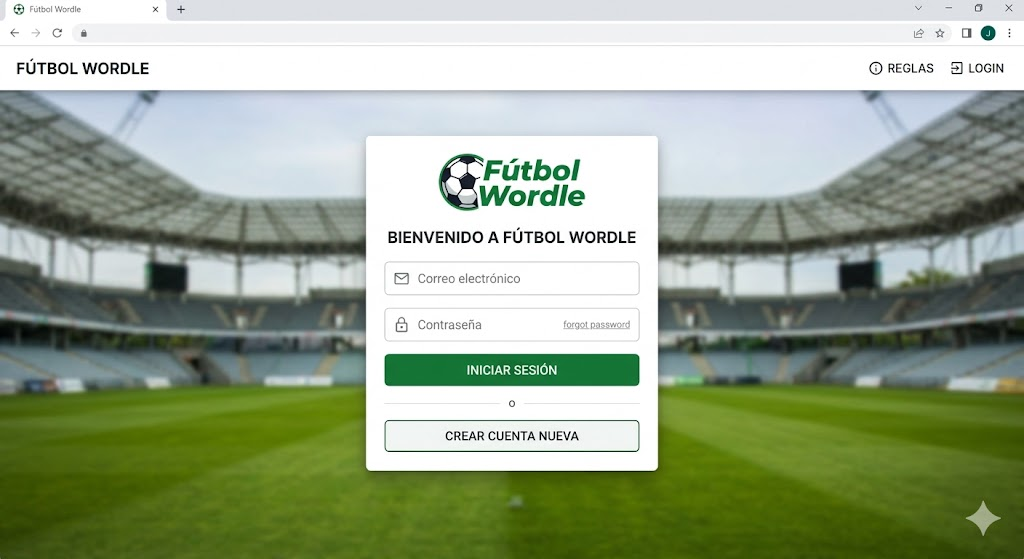 Fútbol Wordle
J
FÚTBOL WORDLE
REGLAS
LOGIN
Fútbol
Wordle
BIENVENIDO A FÚTBOL WORDLE
Correo electrónico
Contraseña
forgot password
INICIAR SESIÓN
O
CREAR CUENTA NUEVA